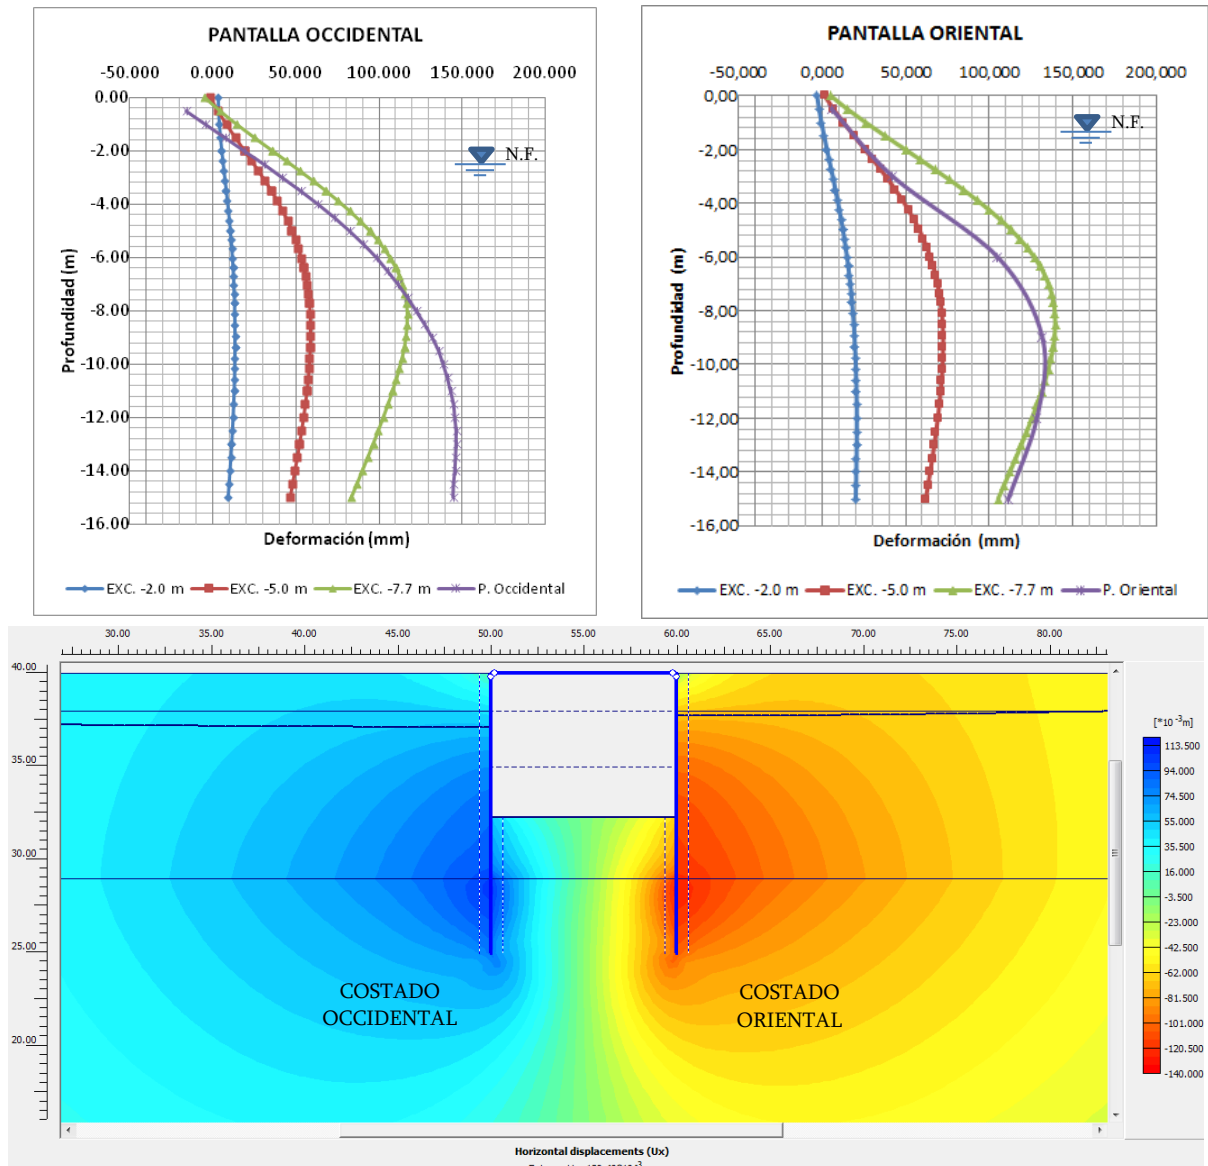 PANTALLA OCCIDENTAL
-50.000 0.000 50.000 100.000 150.000 200.000
0.00
-2.00
-4.00
-6.00
-8.00
-10.00
-12.00
-14.00
-16.00
Profundidad (m)
N.F.
Deformación (mm)
EXC. -2.0 m EXC. -5.0 m EXC. -7.7 m P. Occidental
PANTALLA ORIENTAL
-50,000 0,000 50,000 100,000 150,000 200,000
0,00
-2,00
-4,00
-6,00
-8,00
-10,00
-12,00
-14,00
-16,00
Profundidad (m)
N.F.
Deformación (mm)
EXC. -2.0 m EXC. -5.0 m EXC. -7.7 m P. Oriental
30.00 35.00 40.00 45.00 50.00 55.00 60.00 65.00 70.00 75.00 80.00
40.00
35.00
30.00
25.00
20.00
COSTADO
OCCIDENTAL
COSTADO
ORIENTAL
[*10 -3m]
113.500
94.000
74.500
55.000
35.500
16.000
-3.500
-23.000
-42.500
-62.000
-81.500
-101.000
-120.500
-140.000
Horizontal displacements (Ux)